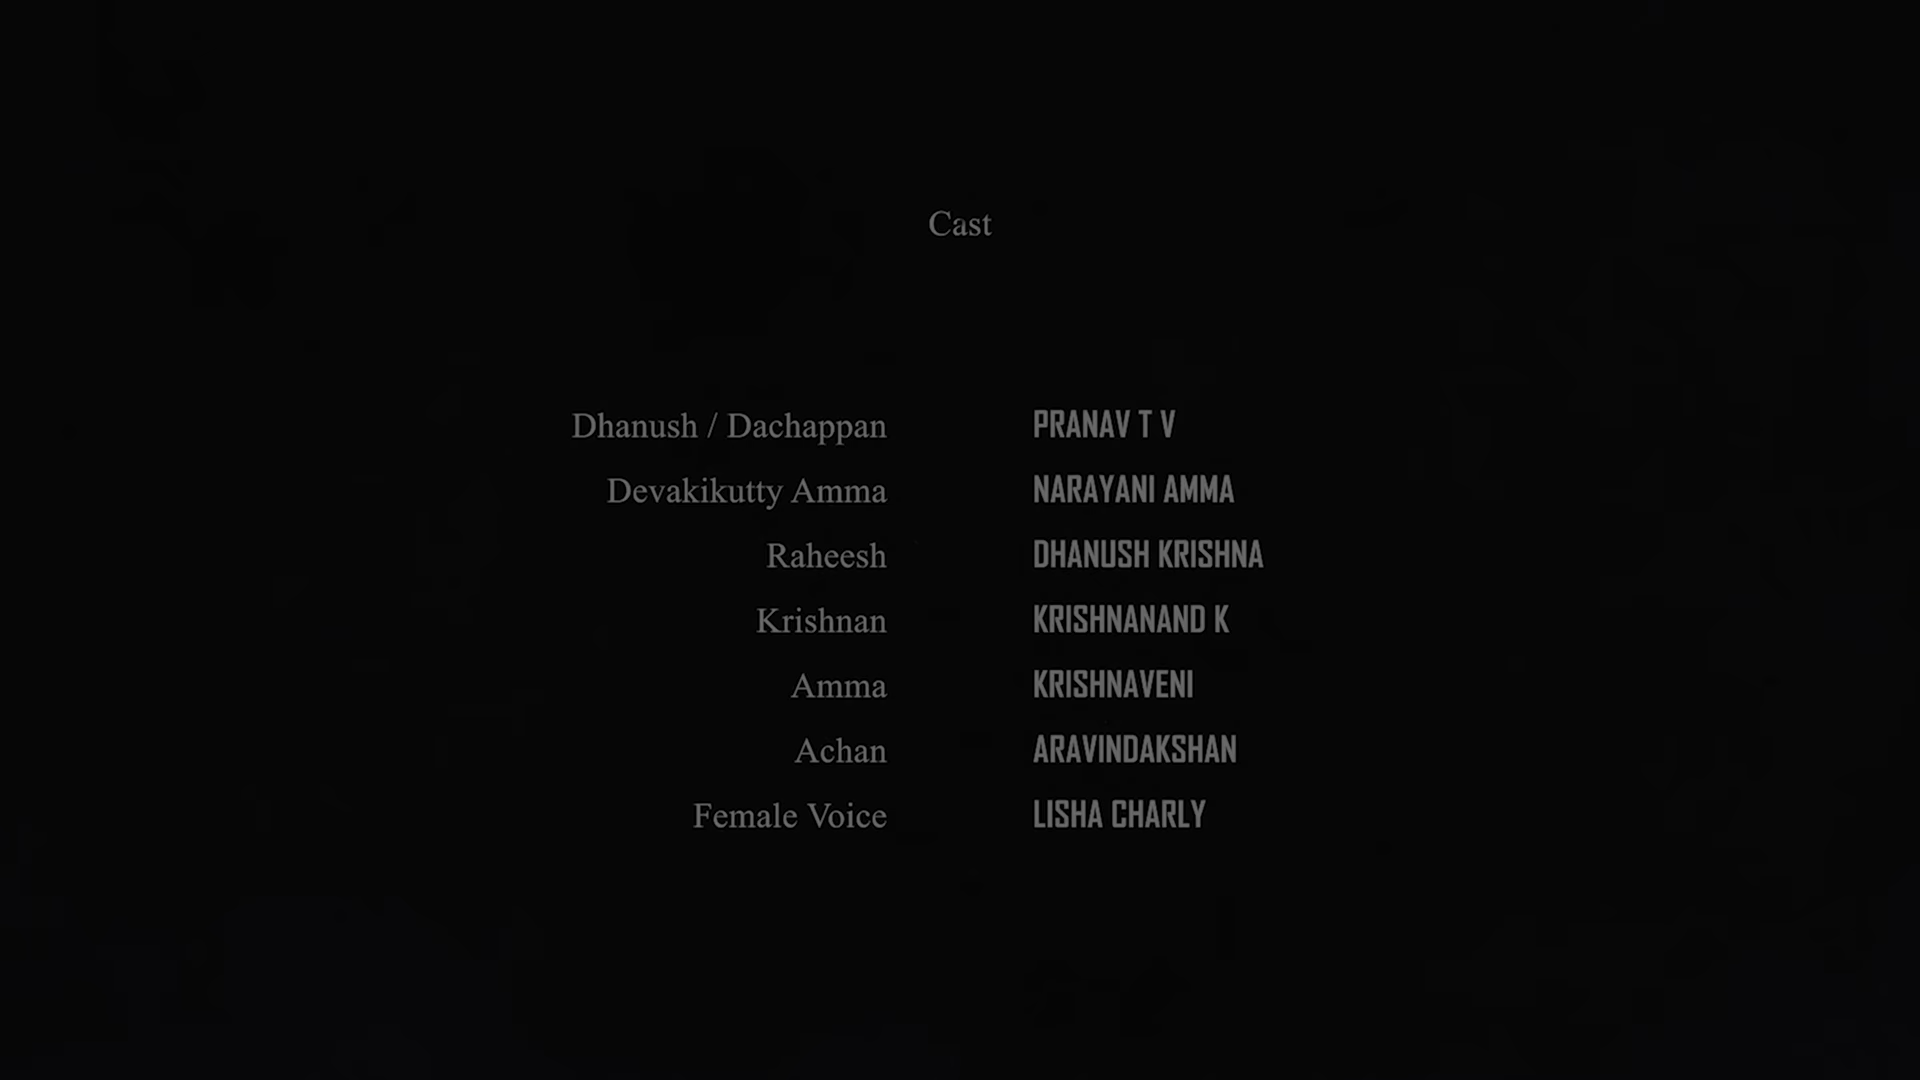 Cast
Dhanush / Dachappan PRANAV T V
Devakikutty Amma NARAYANI AMMA
Raheesh DHANUSH KRISHNA
Krishnan KRISHNANAND K
Amma KRISHNAVENI
Achan ARAVINDAKSHAN
Female Voice LISHA CHARLY